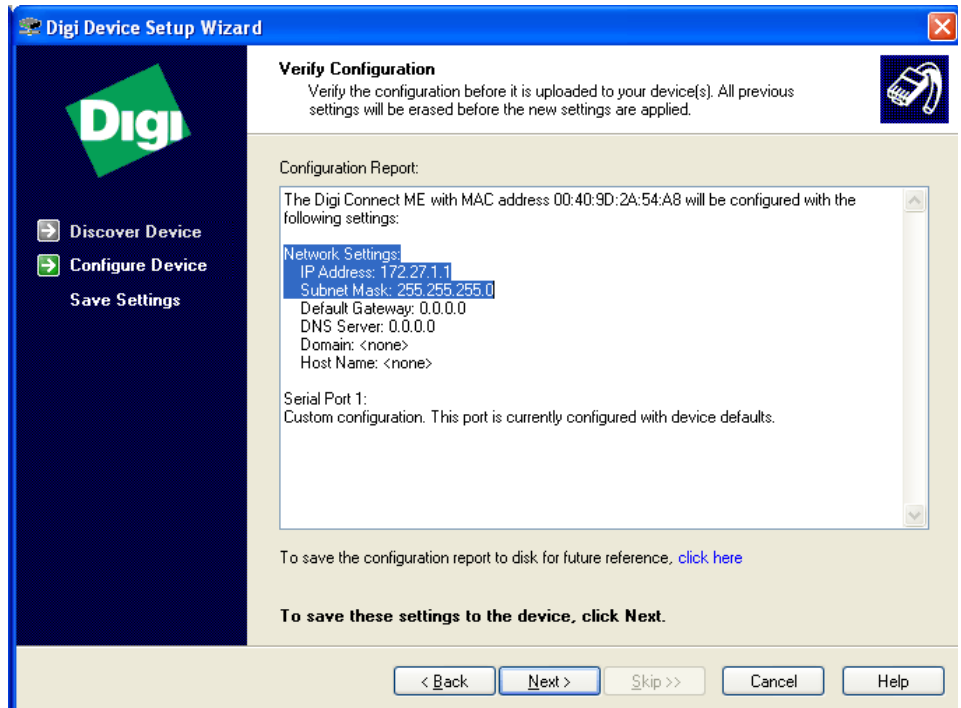 Digi Device Setup Wizard
Digi
Discover Device
Configure Device
Save Settings
Verify Configuration
Verify the configuration before it is uploaded to your device(s). All previous
settings will be erased before the new settings are applied.
Configuration Report:
The Digi Connect ME with MAC address 00:40:9D:2A:54:A8 will be configured with the
following settings:
Network Settings:
IP Address: 172.27.1.1
Subnet Mask: 255.255.255.0
Default Gateway: 0.0.0.0
DNS Server: 0.0.0.0
Domain: <none>
Host Name: <none>
Serial Port 1:
Custom configuration. This port is currently configured with device defaults.
To save the configuration report to disk for future reference, click here
To save these settings to the device, click Next.
< Back Next > Skip >> Cancel Help